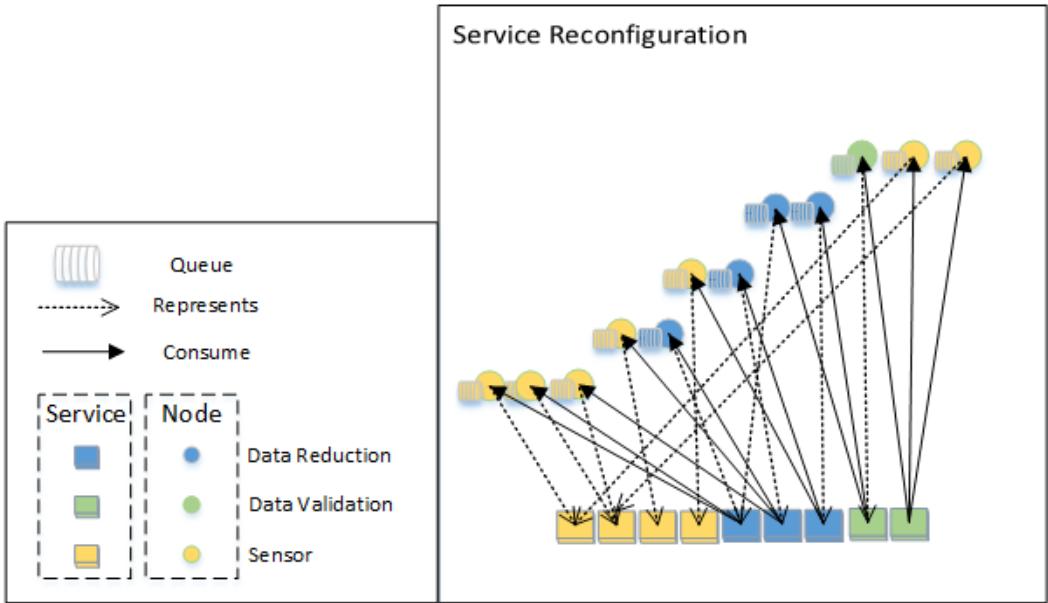 Service Reconfiguration
Queue
Represents
Consume
Service Node
Data Reduction
Data Validation
Sensor